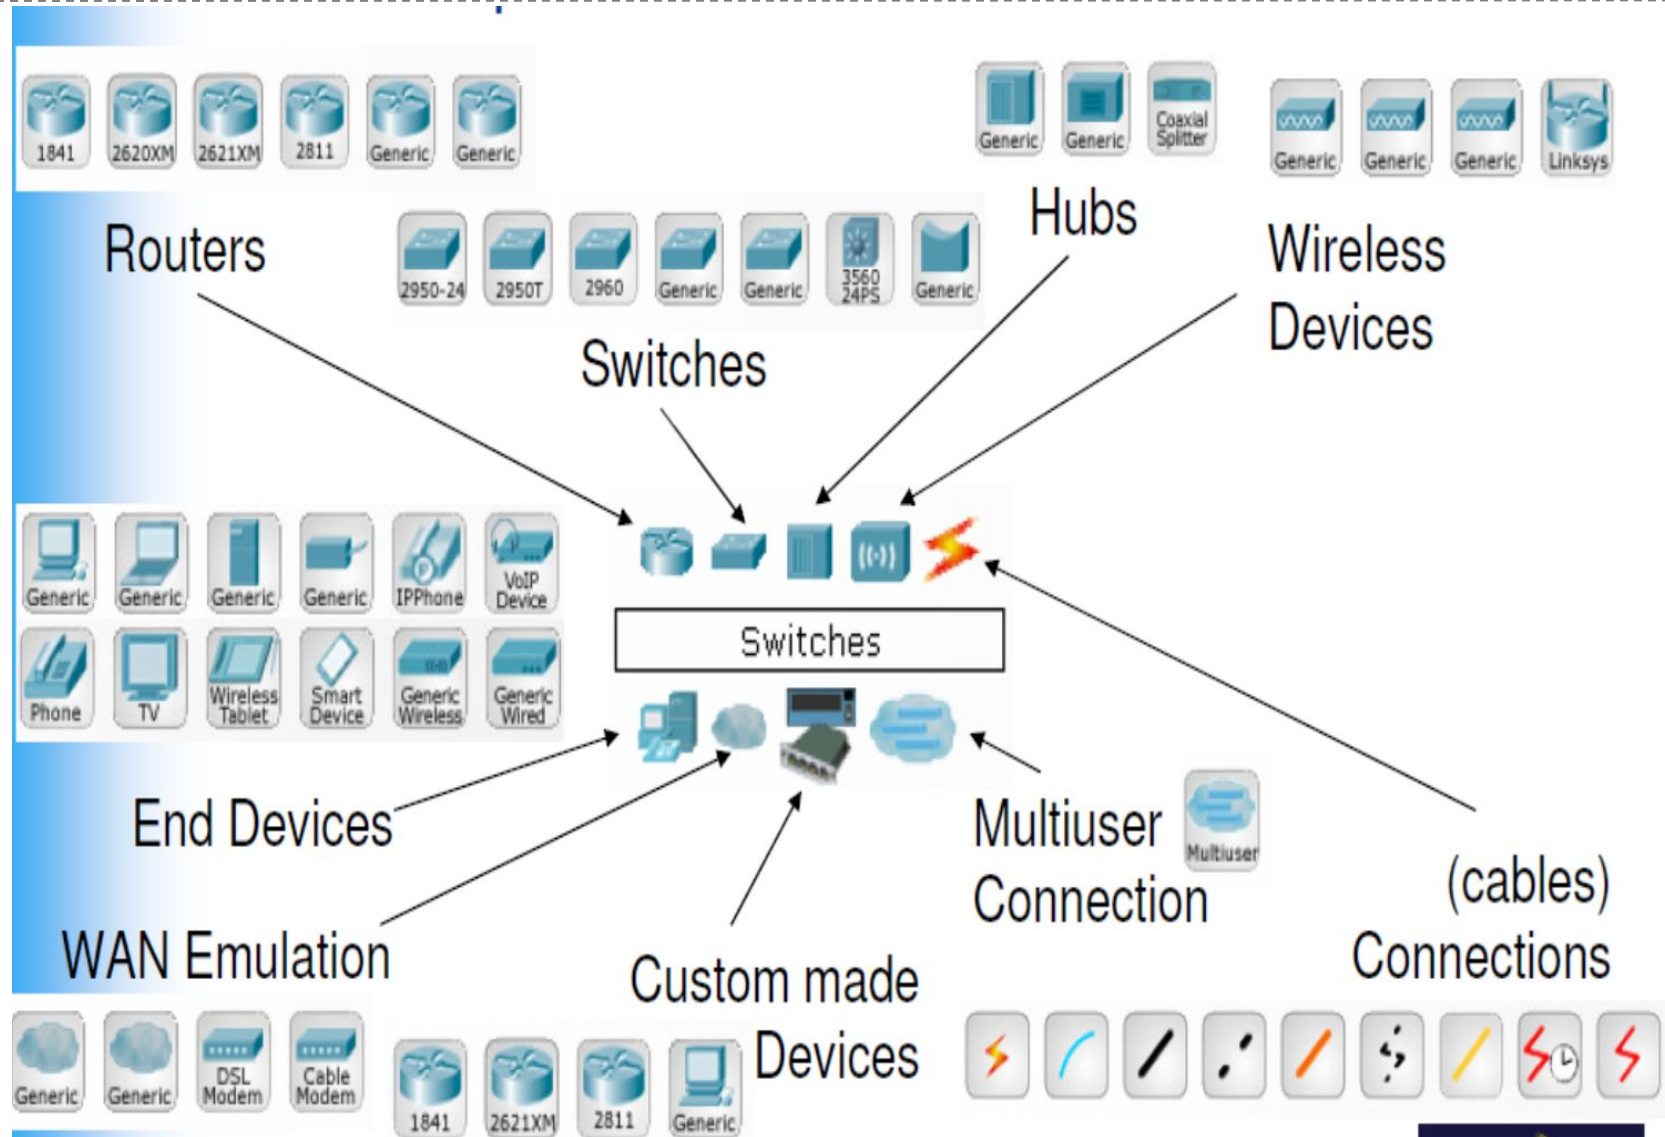 1841 2620XM 2621XM 2811 Generic Generic
Routers
2950-24 2950T 2960 Generic Generic 3560 24PS Generic
Switches
Generic Generic Coaxial Splitter
Hubs
Generic Generic Generic Linksys
Wireless
Devices
Generic Generic Generic Generic IPPhone VoIP Device
Phone TV Wireless Tablet Smart Device Generic Wireless Generic Wired
Switches
End Devices
WAN Emulation
Generic Generic DSL Modem Cable Modem
Custom made
Devices
1841 2621XM 2811 Generic
Multiuser
Connection
Multiuser
(cables)
Connections